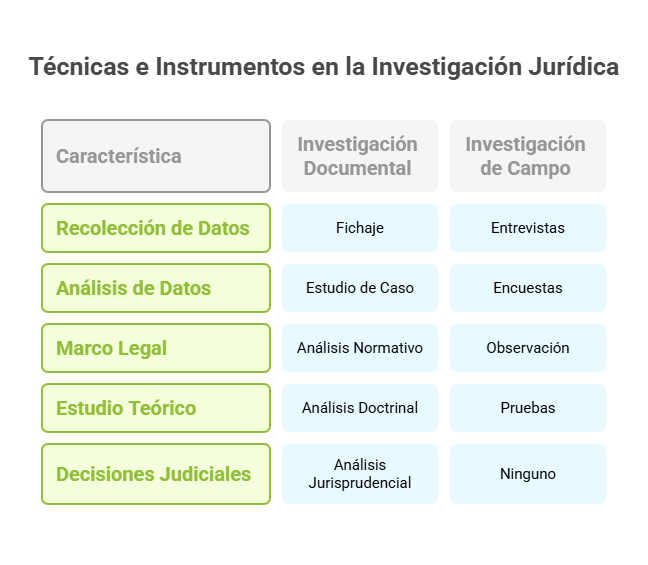 Técnicas e Instrumentos en la Investigación Jurídica
Característica
Investigación
Documental
Investigación
de Campo
Recolección de Datos
Fichaje
Entrevistas
Análisis de Datos
Estudio de Caso
Encuestas
Marco Legal
Análisis Normativo
Observación
Estudio Teórico
Análisis Doctrinal
Pruebas
Decisiones Judiciales
Análisis
Jurisprudencial
Ninguno